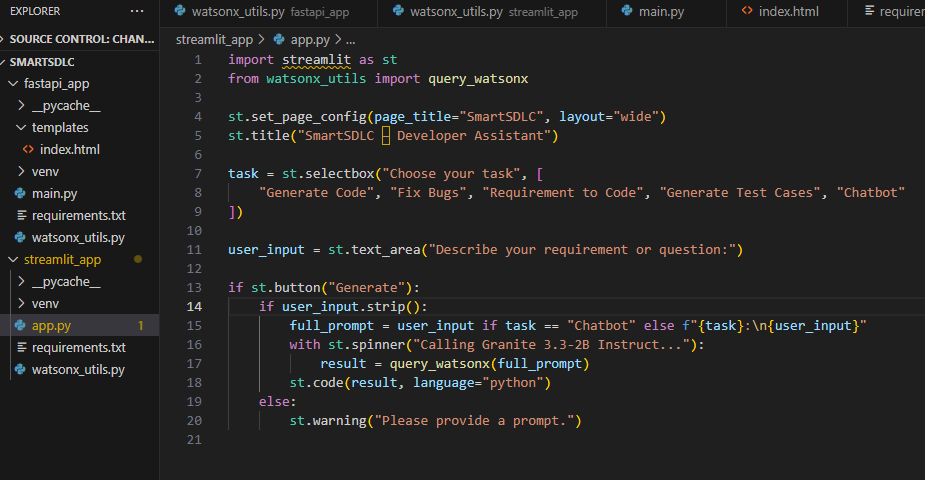 EXPLORER ...
watsonx_utils.py fastapi_app watsonx_utils.py streamlit_app main.py index.html requirer
SOURCE CONTROL: CHAN...
streamlit_app > app.py > ...
SMARTSDLC
fastapi_app
__pycache__
templates
index.html
venv
main.py
requirements.txt
watsonx_utils.py
streamlit_app
__pycache__
venv
app.py 1
requirements.txt
watsonx_utils.py
1 import streamlit as st
2 from watsonx_utils import query_watsonx
3
4 st.set_page_config(page_title="SmartSDLC", layout="wide")
5 st.title("SmartSDLC – Developer Assistant")
6
7 task = st.selectbox("Choose your task", [
8     "Generate Code", "Fix Bugs", "Requirement to Code", "Generate Test Cases", "Chatbot"
9 ])
10
11 user_input = st.text_area("Describe your requirement or question:")
12
13 if st.button("Generate"):
14     if user_input.strip():
15         full_prompt = user_input if task == "Chatbot" else f"{task}:\n{user_input}"
16         with st.spinner("Calling Granite 3.3-2B Instruct..."):
17             result = query_watsonx(full_prompt)
18         st.code(result, language="python")
19     else:
20         st.warning("Please provide a prompt.")
21